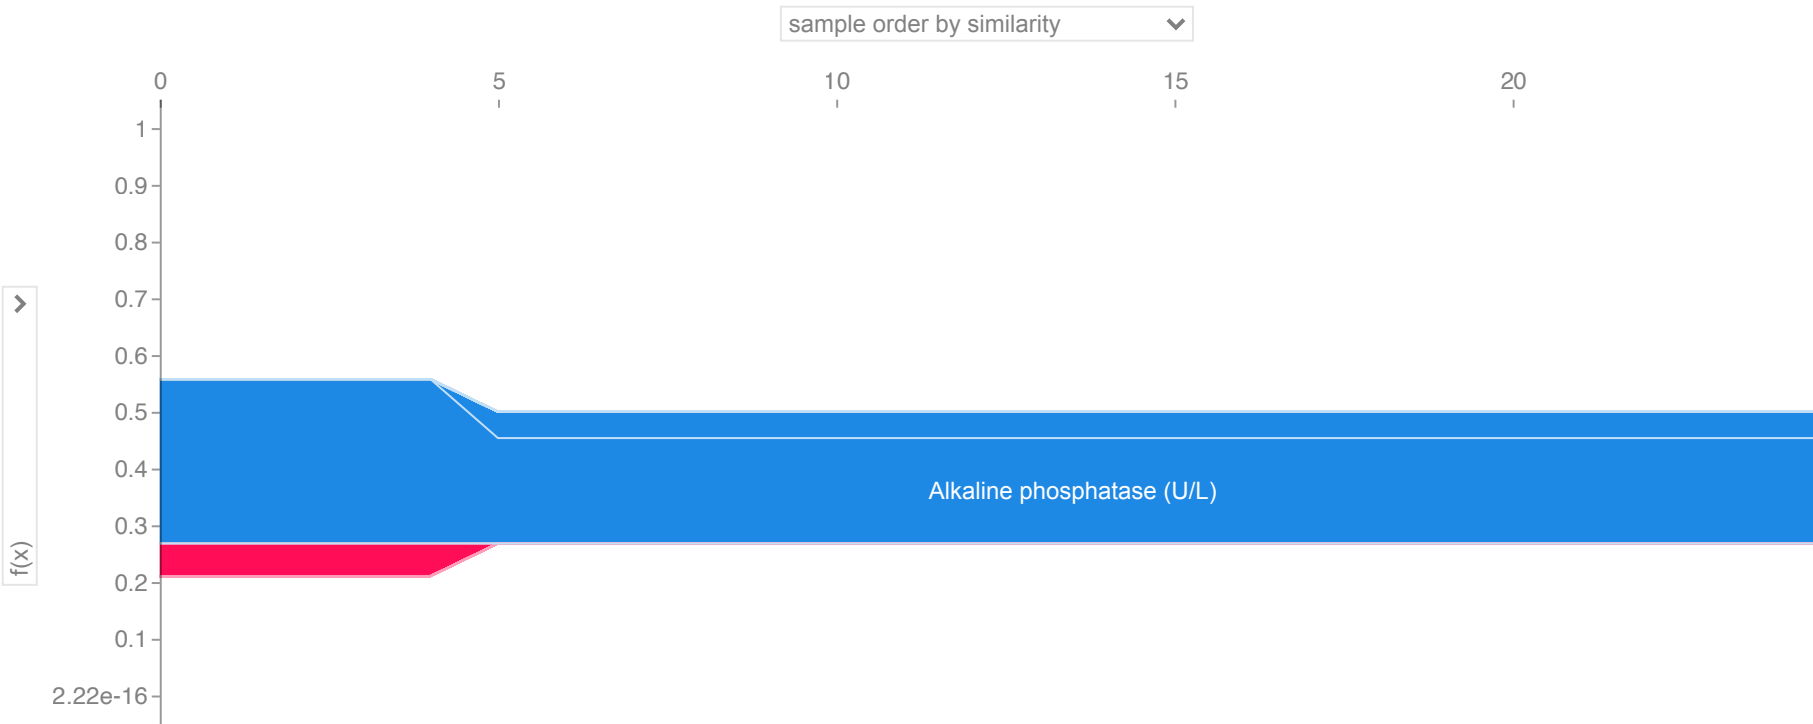 sample order by similarity
0 5 10 15 20
1
0.9
0.8
0.7
0.6
0.5
0.4
Alkaline phosphatase (U/L)
0.3
0.2
0.1
2.22e-16
f(x)